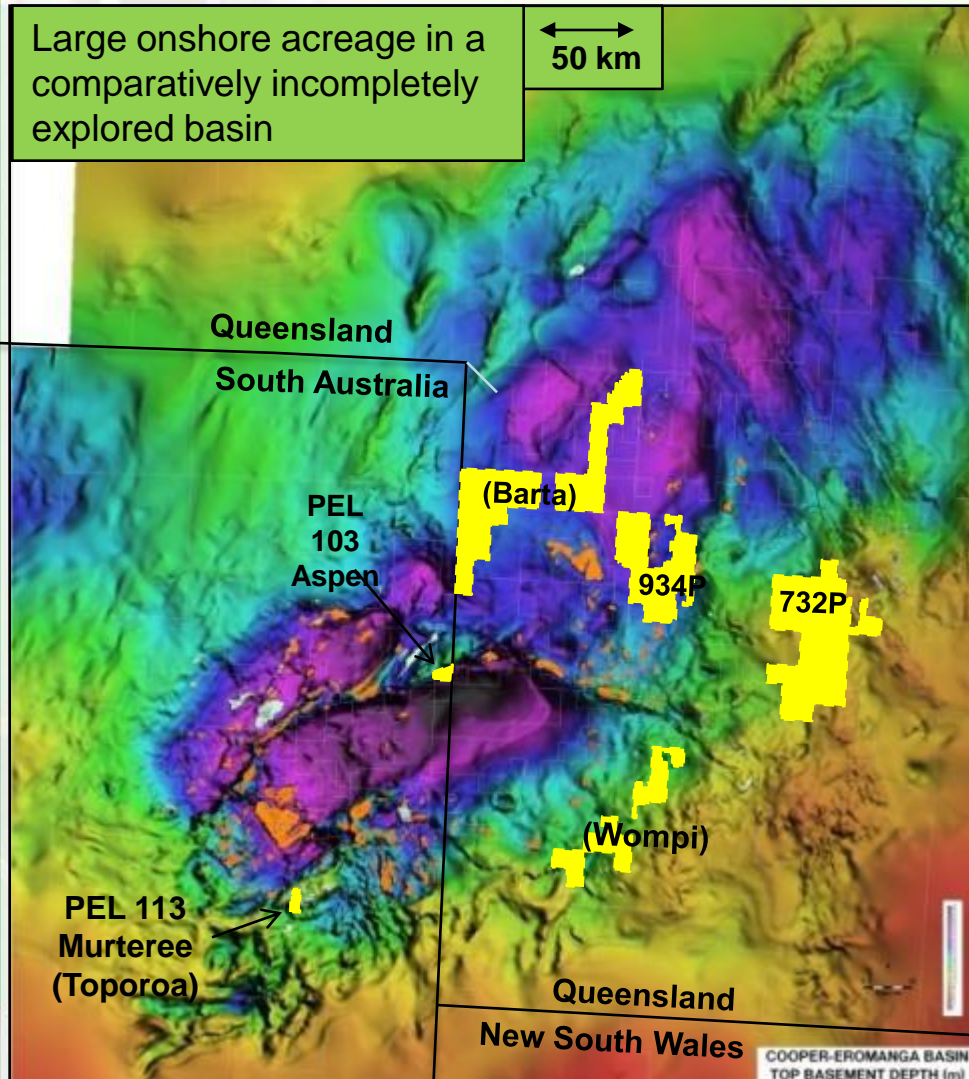 Large onshore acreage in a
comparatively incompletely
explored basin
50 km
Queensland
South Australia
(Barta)
PEL
103
Aspen
934P
732P
(Wompi)
PEL 113
Murteree
(Toporoa)
Queensland
New South Wales
COOPER-EROMANGA BASIN
TOP BASEMENT DEPTH (m)